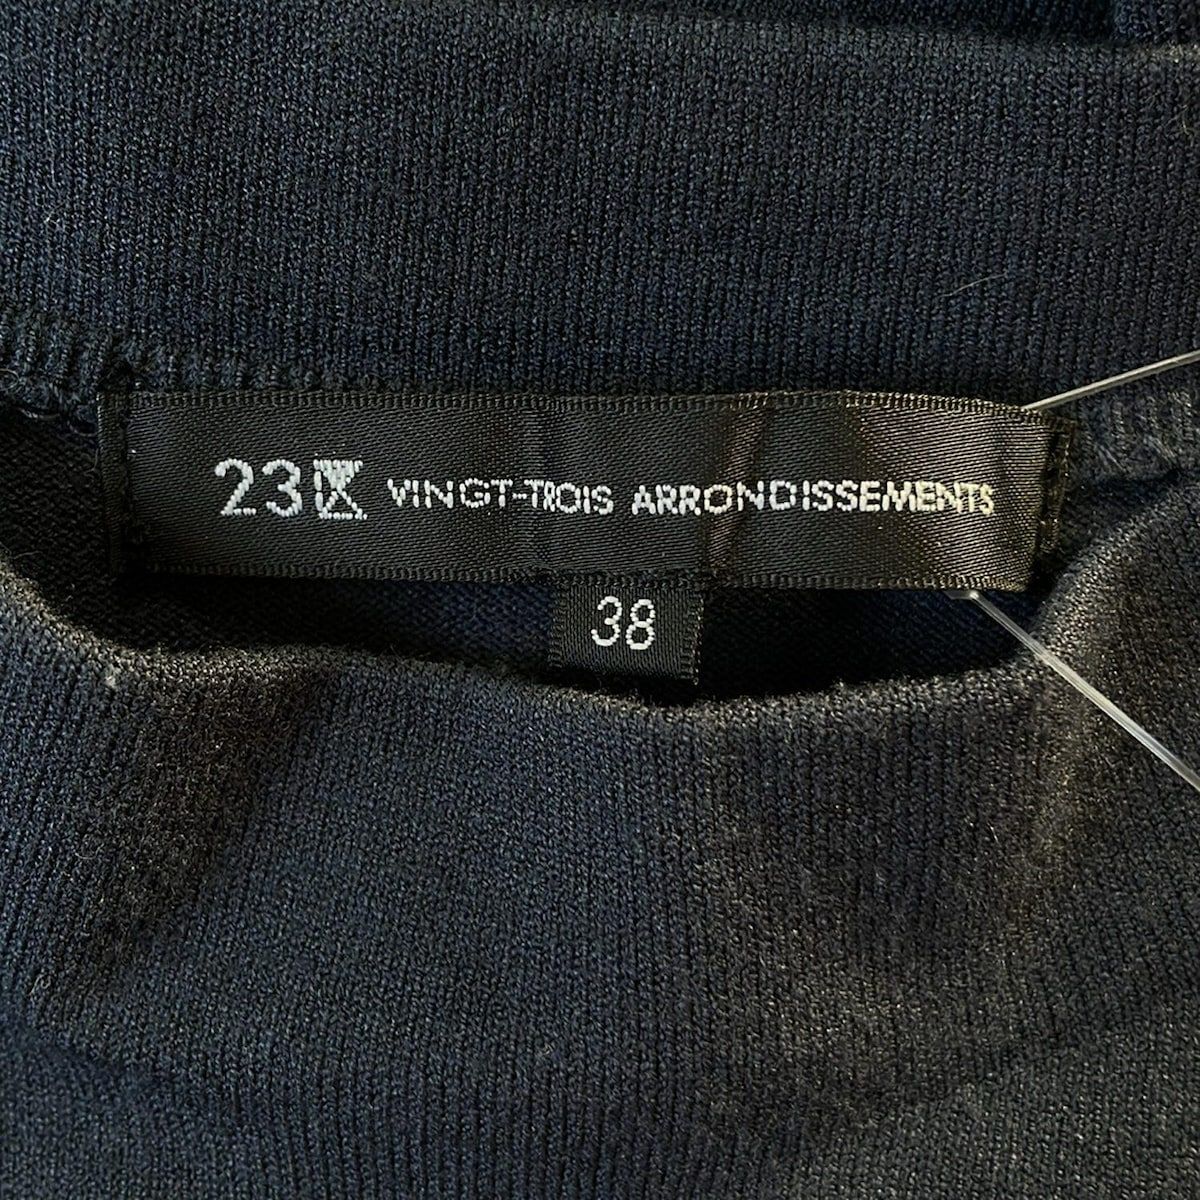 23区 VINGT-TROIS ARRONDISSEMENTS
38